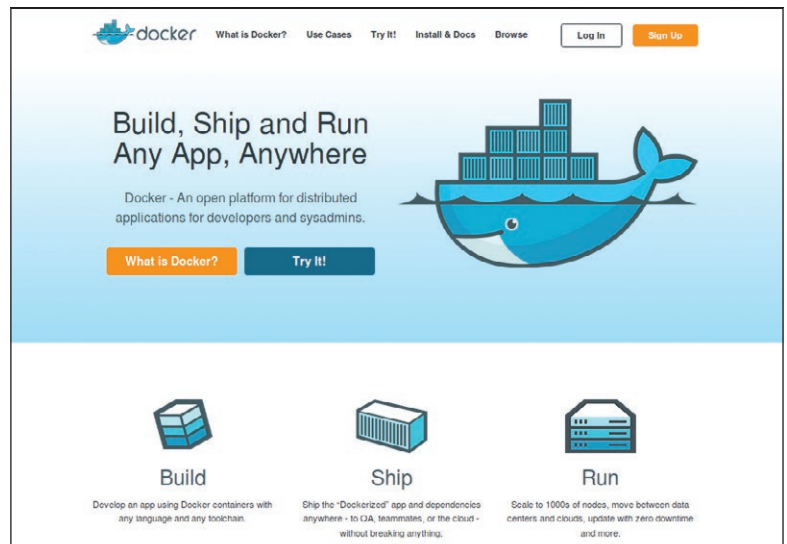 docker What is Docker? Use Cases Try It! Install & Docs Browse Log In Sign Up
Build, Ship and Run
Any App, Anywhere
Docker - An open platform for distributed
applications for developers and sysadmins.
What is Docker? Try It!
Build
Develop an app using Docker containers with
any language and any toolchain.
Ship
Ship the “Dockerized” app and dependencies
anywhere - to QA, teammates, or the cloud -
without breaking anything.
Run
Scale to 1000s of nodes, move between data
centers and clouds, update with zero downtime
and more.